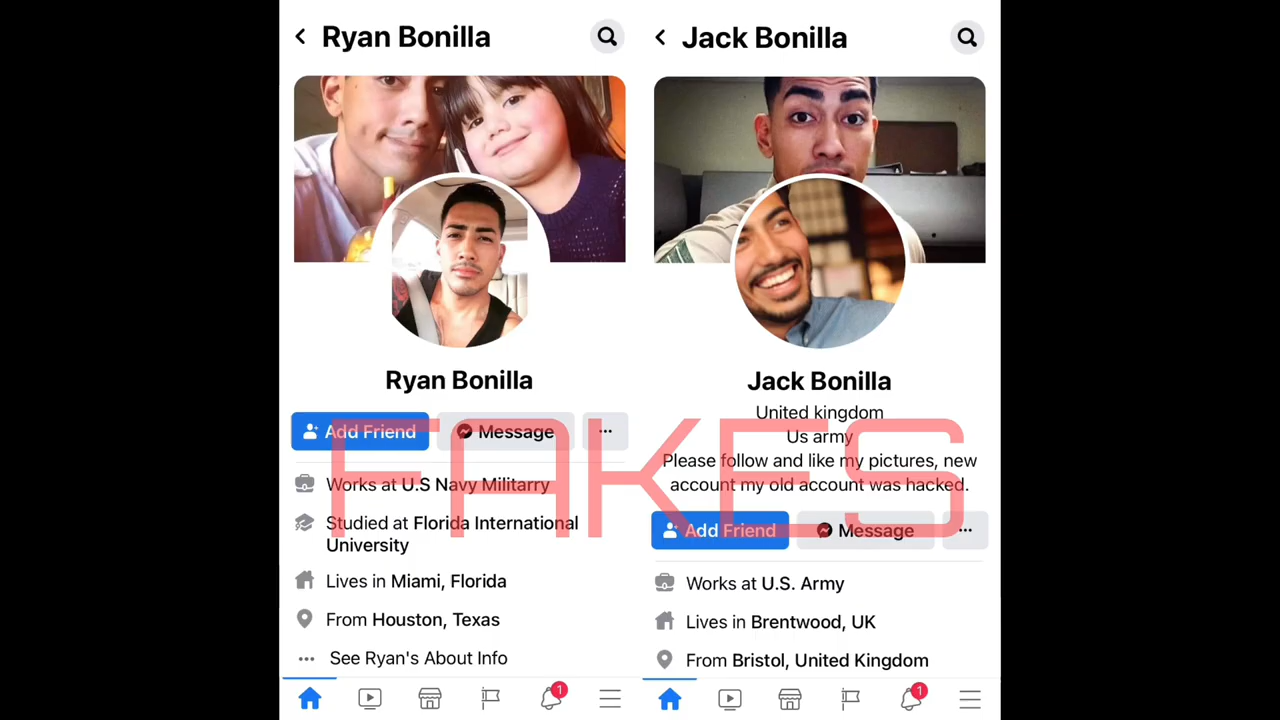 Ryan Bonilla
Ryan Bonilla
Add Friend
Message
Works at U.S Navy Militarry
Studied at Florida International
University
Lives in Miami, Florida
From Houston, Texas
See Ryan's About Info
1
Jack Bonilla
Jack Bonilla
United kingdom
Us army
Please follow and like my pictures, new
account my old account was hacked.
Add Friend
Message
Works at U.S. Army
Lives in Brentwood, UK
From Bristol, United Kingdom
1
FAKES